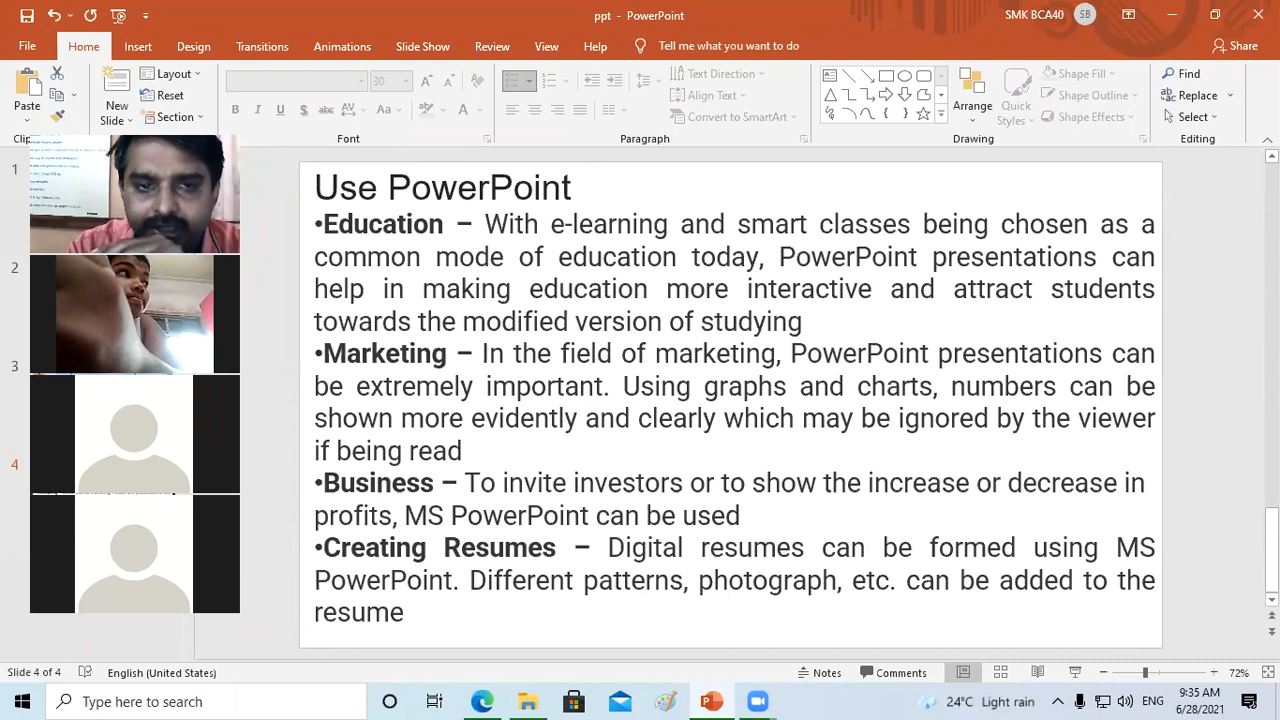 ppt - PowerPoint
SMK BCA40 SB
File Home Insert Design Transitions Animations Slide Show Review View Help Tell me what you want to do Share
Paste
New Slide
Layout
Reset
Section
30
Text Direction
Align Text
Convert to SmartArt
Arrange
Quick Styles
Shape Fill
Shape Outline
Shape Effects
Find
Replace
Select
Font Paragraph Drawing Editing
1
2
3
4
Use PowerPoint
•Education – With e-learning and smart classes being chosen as a
common mode of education today, PowerPoint presentations can
help in making education more interactive and attract students
towards the modified version of studying
•Marketing – In the field of marketing, PowerPoint presentations can
be extremely important. Using graphs and charts, numbers can be
shown more evidently and clearly which may be ignored by the viewer
if being read
•Business – To invite investors or to show the increase or decrease in
profits, MS PowerPoint can be used
•Creating Resumes – Digital resumes can be formed using MS
PowerPoint. Different patterns, photograph, etc. can be added to the
resume
Slide 4 of 4 English (United States) Notes Comments 72%
Type here to search
24°C Light rain
ENG
9:35 AM
6/28/2021